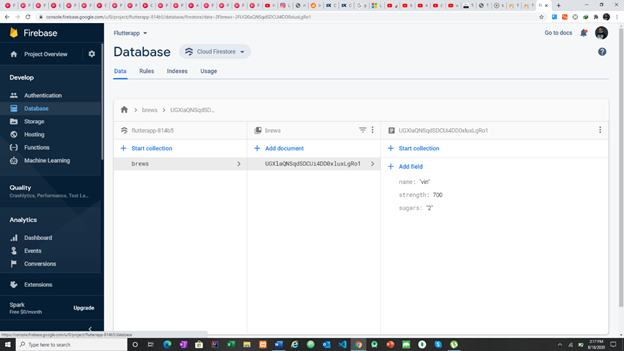 console.firebase.google.com/u/0/project/flutterapp-814b5/database/firestore/data~2Fbrews~2FUGXlaQNSqdSDCUi4DD0xluxLgRo1
Firebase
Flutterapp
Go to docs
Project Overview
Database
Cloud Firestore
Data
Rules
Indexes
Usage
Develop
Authentication
Database
Storage
Hosting
Functions
Machine Learning
Quality
Crashlytics, Performance, Test La...
Analytics
Dashboard
Events
Conversions
Extensions
Spark
Free $0/month
Upgrade
brews
UGXlaQNSqdSD...
flutterapp-814b5
brews
UGXlaQNSqdSDCUi4DD0xluxLgRo1
Start collection
Add document
Start collection
brews
UGXlaQNSqdSDCUi4DD0xluxLgRo1
Add field
name: "vin"
strength: 700
sugars: "2"
https://console.firebase.google.com/u/0/project/flutterapp-814b5/database
Type here to search
2:17 PM